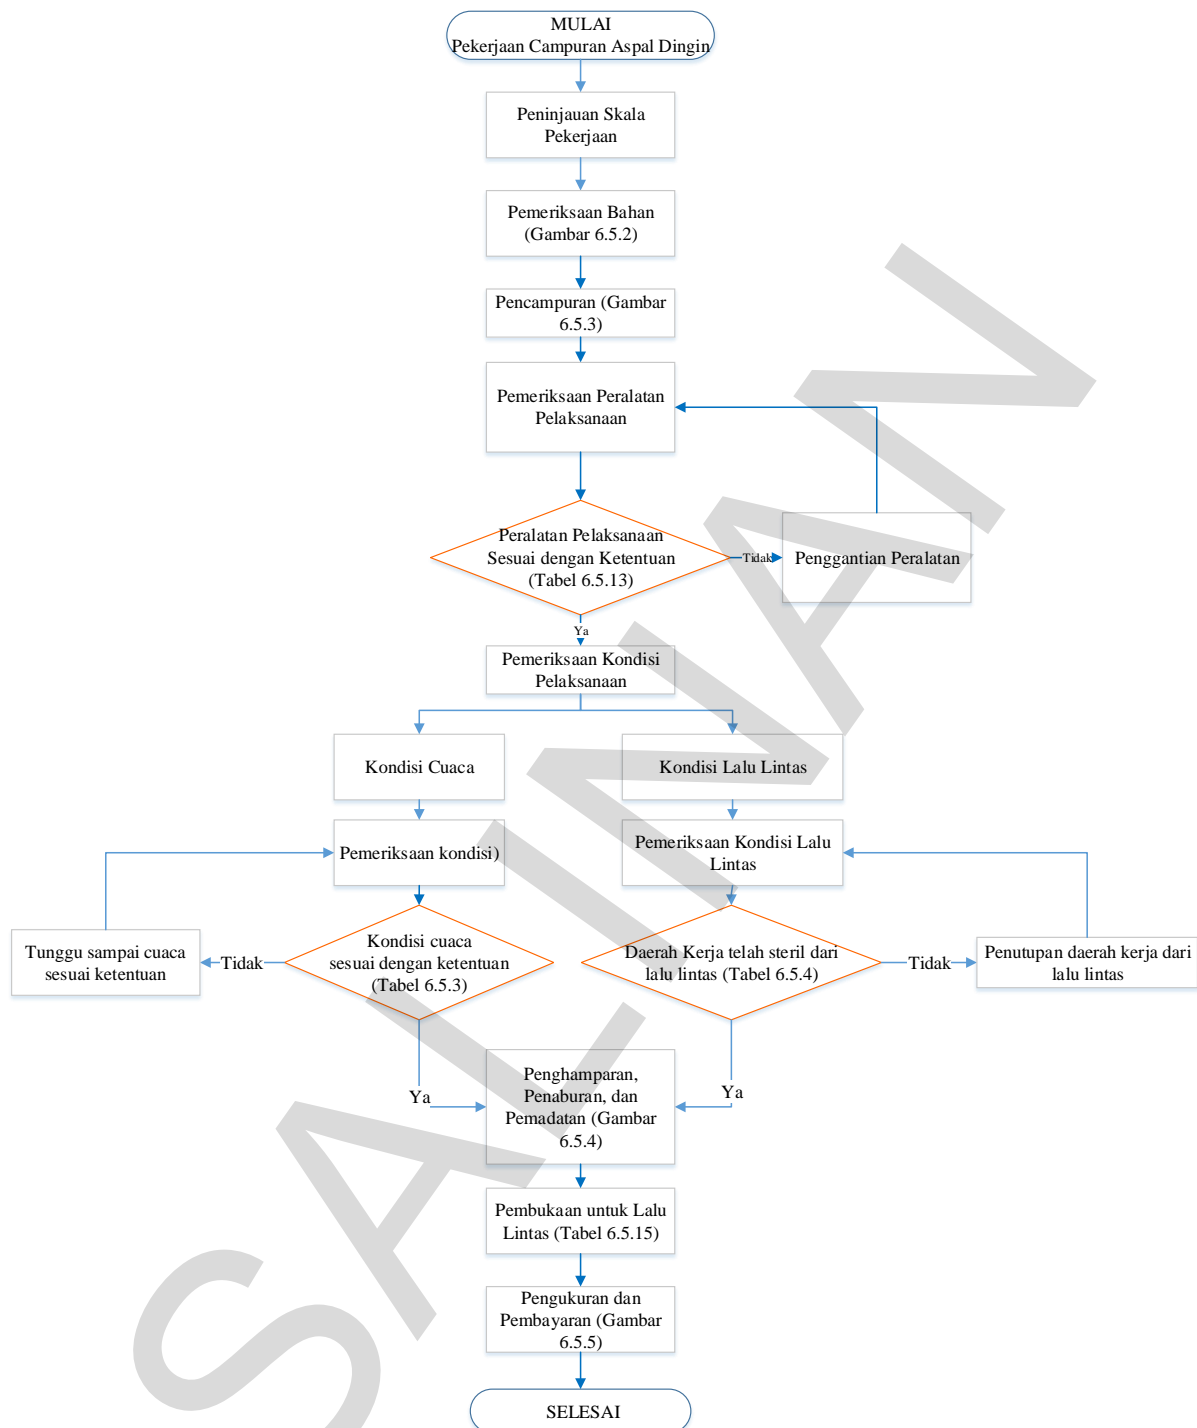 MULAI
Pekerjaan Campuran Aspal Dingin
Peninjauan Skala
Pekerjaan
Pemeriksaan Bahan
(Gambar 6.5.2)
Pencampuran (Gambar
6.5.3)
Pemeriksaan Peralatan
Pelaksanaan
Peralatan Pelaksanaan
Sesuai dengan Ketentuan
(Tabel 6.5.13)
Tidak
Penggantian Peralatan
Ya
Pemeriksaan Kondisi
Pelaksanaan
Kondisi Cuaca
Kondisi Lalu Lintas
Pemeriksaan kondisi)
Pemeriksaan Kondisi Lalu
Lintas
Tunggu sampai cuaca
sesuai ketentuan
Tidak
Kondisi cuaca
sesuai dengan ketentuan
(Tabel 6.5.3)
Daerah Kerja telah steril dari
lalu lintas (Tabel 6.5.4)
Tidak
Penutupan daerah kerja dari
lalu lintas
Ya
Penghamparan,
Penaburan, dan
Pemadatan (Gambar
6.5.4)
Ya
Pembukaan untuk Lalu
Lintas (Tabel 6.5.15)
Pengukuran dan
Pembayaran (Gambar
6.5.5)
SELESAI
SALINAN